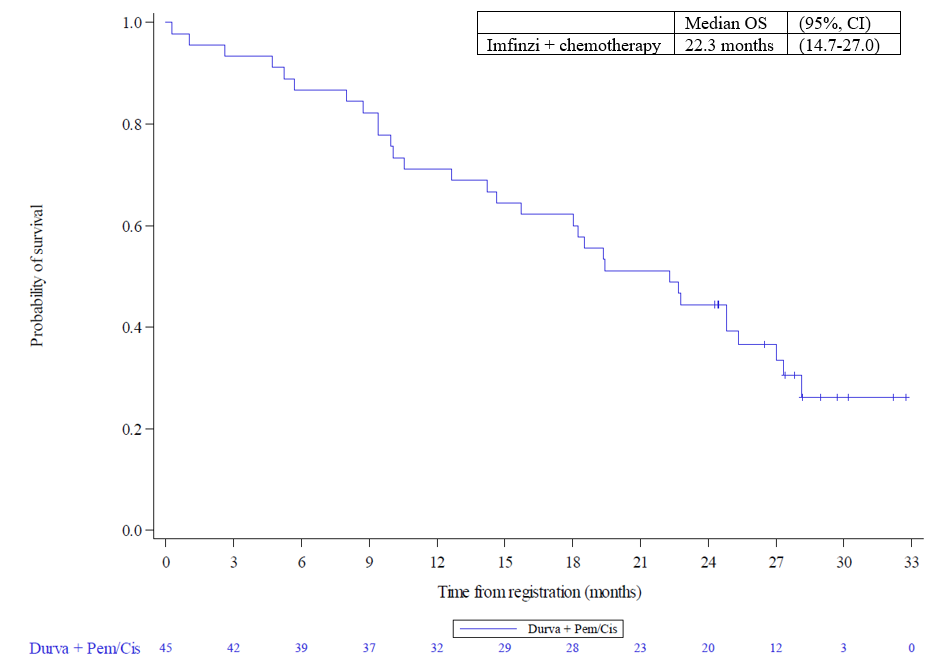 Median OS (95%, CI)
Imfinzi + chemotherapy 22.3 months (14.7-27.0)
1.0
0.8
0.6
0.4
0.2
0.0
Probability of survival
0 3 6 9 12 15 18 21 24 27 30 33
Time from registration (months)
Durva + Pem/Cis
Durva + Pem/Cis 45 42 39 37 32 29 28 23 20 12 3 0